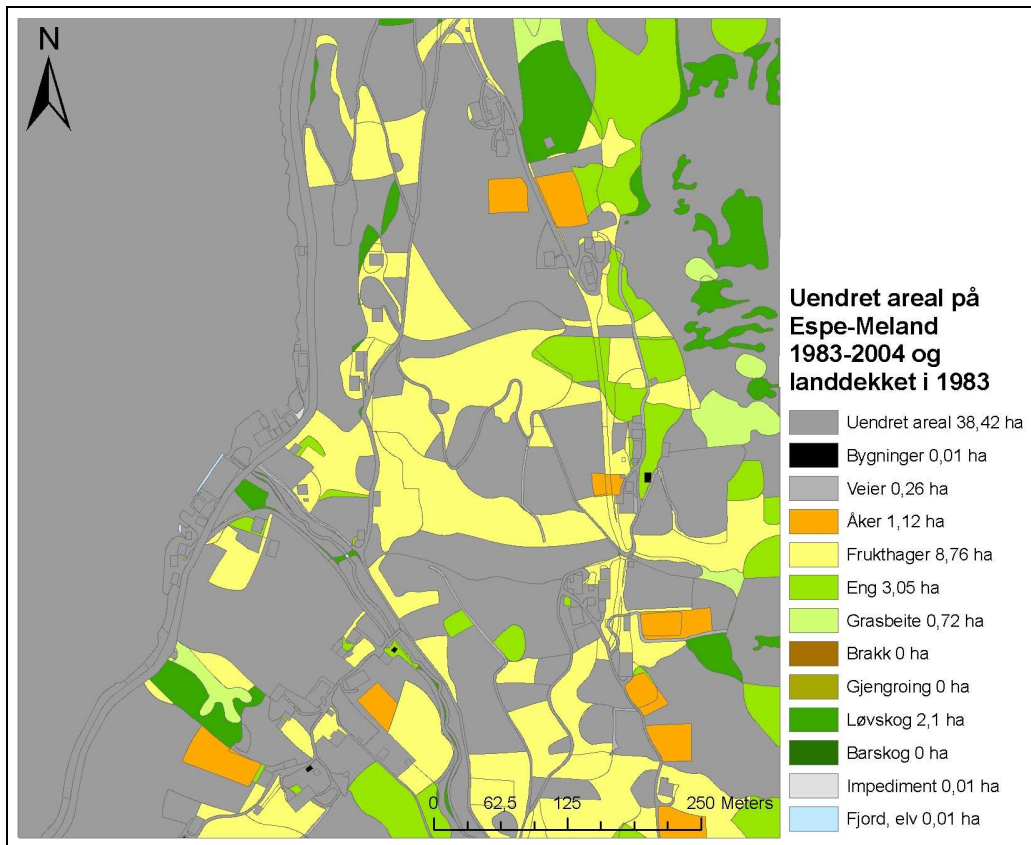 N
Uendret areal på
Espe-Meland
1983-2004 og
landdekket i 1983
Uendret areal 38,42 ha
Bygninger 0,01 ha
Veier 0,26 ha
Åker 1,12 ha
Frukthager 8,76 ha
Eng 3,05 ha
Grasbeite 0,72 ha
Brakk 0 ha
Gjengroing 0 ha
Løvskog 2,1 ha
Barskog 0 ha
Impediment 0,01 ha
Fjord, elv 0,01 ha
0 62,5 125 250 Meters